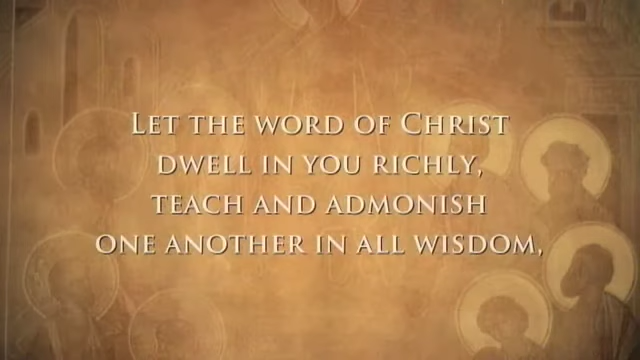 Let the word of Christ
dwell in you richly,
teach and admonish
one another in all wisdom,